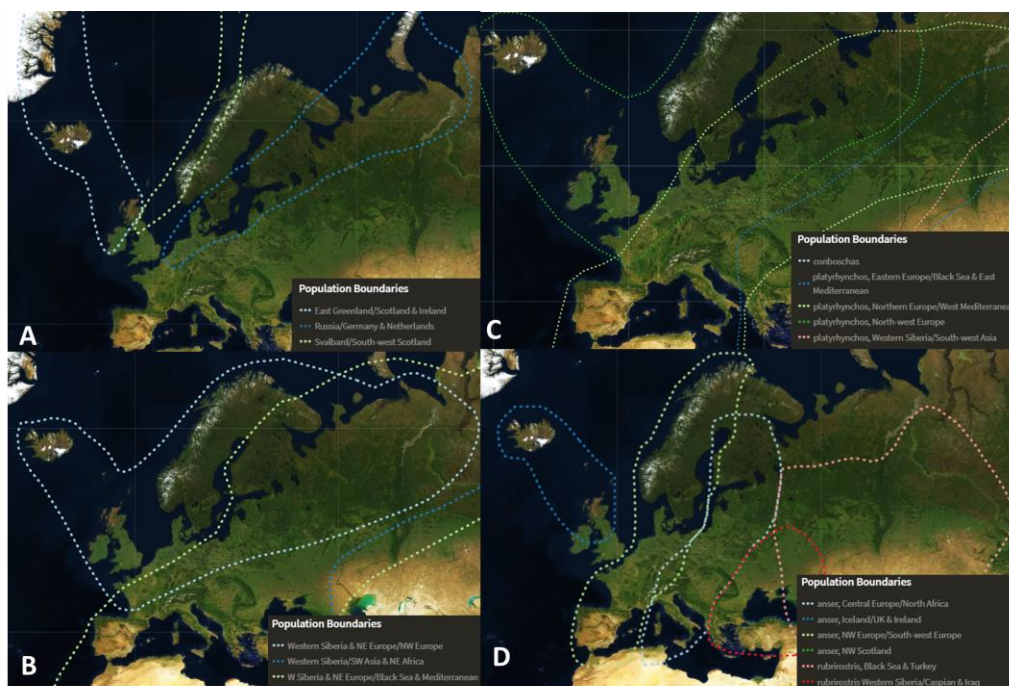 A
Population Boundaries
East Greenland/Scotland & Ireland
Russia/Germany & Netherlands
Svalbard/South-west Scotland
C
Population Boundaries
conboschas
platyrhynchos, Eastern Europe/Black Sea & East
Mediterranean
platyrhynchos, Northern Europe/West Mediterranea
platyrhynchos, North-west Europe
platyrhynchos, Western Siberia/South-west Asia
B
Population Boundaries
Western Siberia & NE Europe/NW Europe
Western Siberia/SW Asia & NE Africa
W Siberia & NE Europe/Black Sea & Mediterranean
D
Population Boundaries
anser, Central Europe/North Africa
anser, Iceland/UK & Ireland
anser, NW Europe/South-west Europe
anser, NW Scotland
rubrirostris, Black Sea & Turkey
rubrirostris Western Siberia/Caspian & Iraq